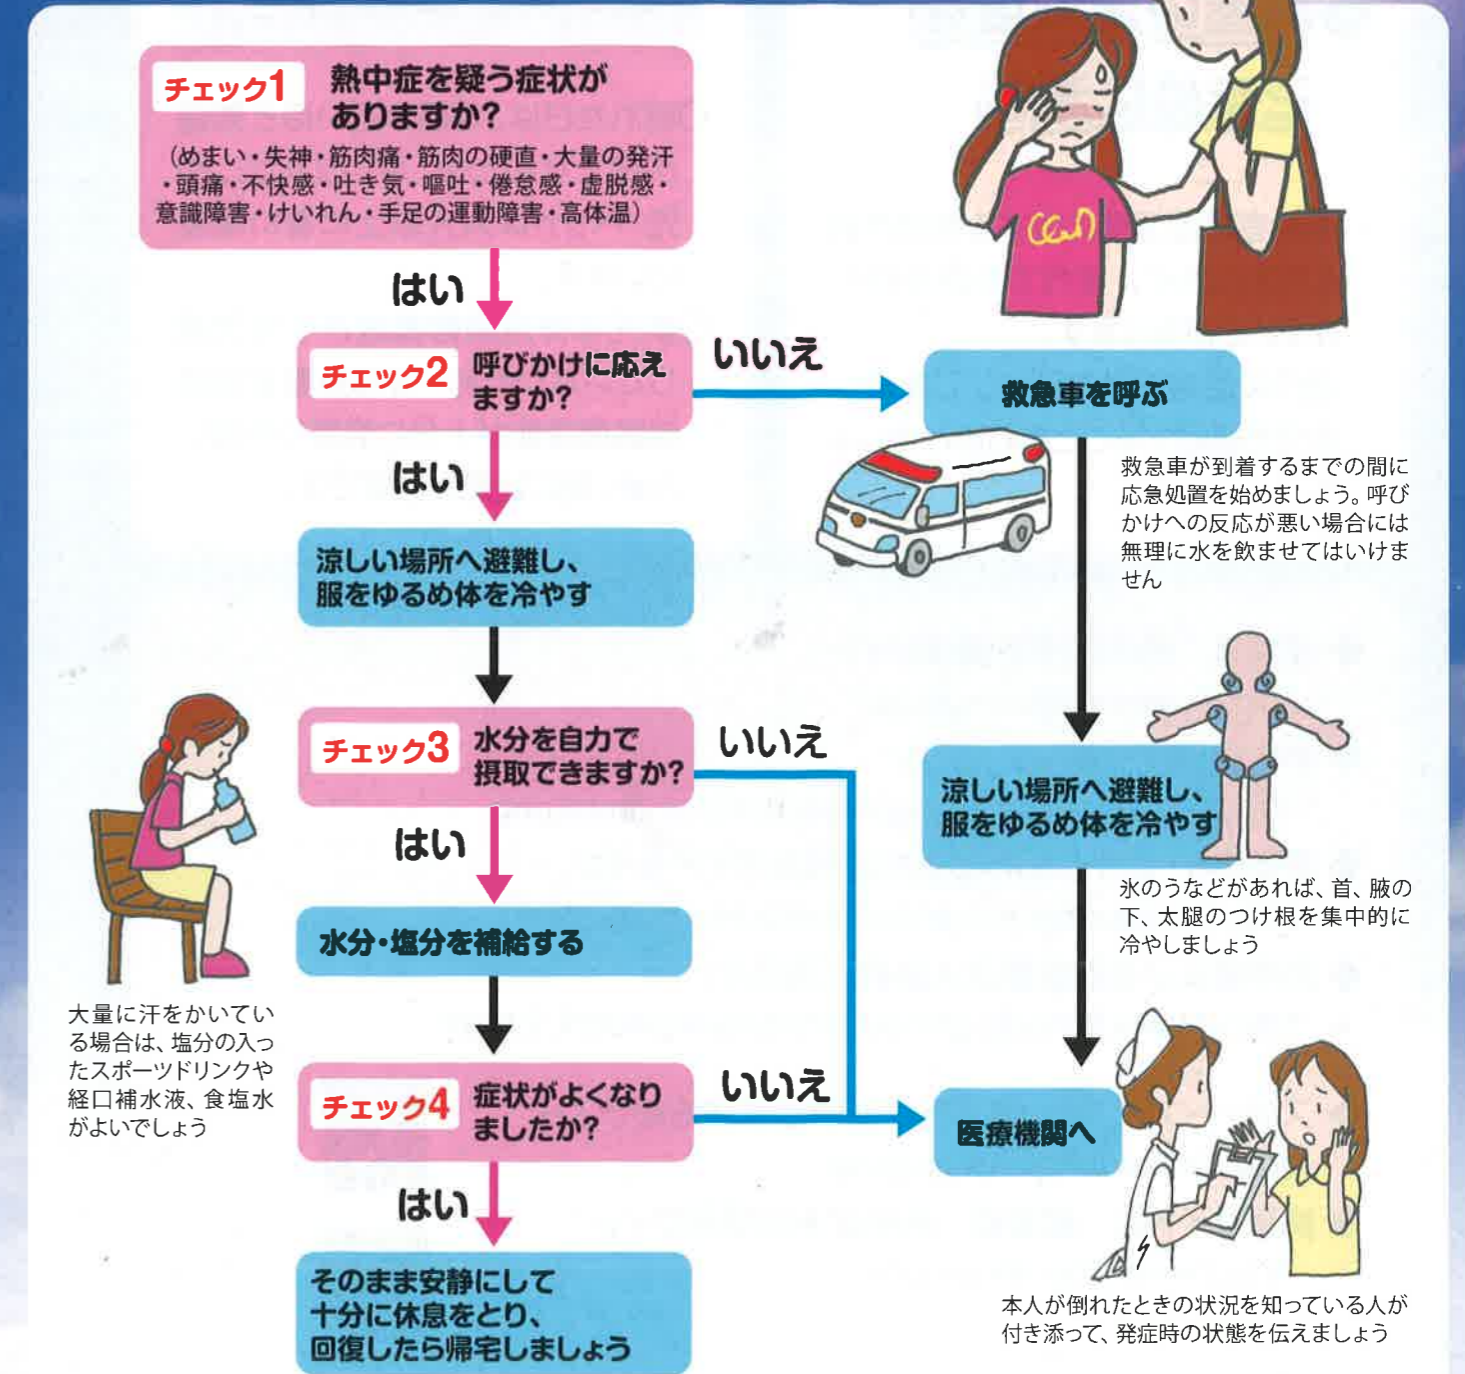 チェック1
熱中症を疑う症状が
ありますか?
(めまい・失神・筋肉痛・筋肉の硬直・大量の発汗
・頭痛・不快感・吐き気・嘔吐・倦怠感・虚脱感・
意識障害・けいれん・手足の運動障害・高体温)
はい
チェック2
呼びかけに応え
ますか?
いいえ
救急車を呼ぶ
救急車が到着するまでの間に
応急処置を始めましょう。呼び
かけへの反応が悪い場合には
無理に水を飲ませてはいけま
せん
はい
涼しい場所へ避難し、
服をゆるめ体を冷やす
チェック3
水分を自力で
摂取できますか?
いいえ
涼しい場所へ避難し、
服をゆるめ体を冷やす
氷のうなどがあれば、首、腋の
下、太腿のつけ根を集中的に
冷やしましょう
はい
水分・塩分を補給する
大量に汗をかいてい
る場合は、塩分の入っ
たスポーツドリンクや
経口補水液、食塩水
がよいでしょう
チェック4
症状がよくなり
ましたか?
いいえ
医療機関へ
本人が倒れたときの状況を知っている人が
付き添って、発症時の状態を伝えましょう
はい
そのまま安静にして
十分に休息をとり、
回復したら帰宅しましょう